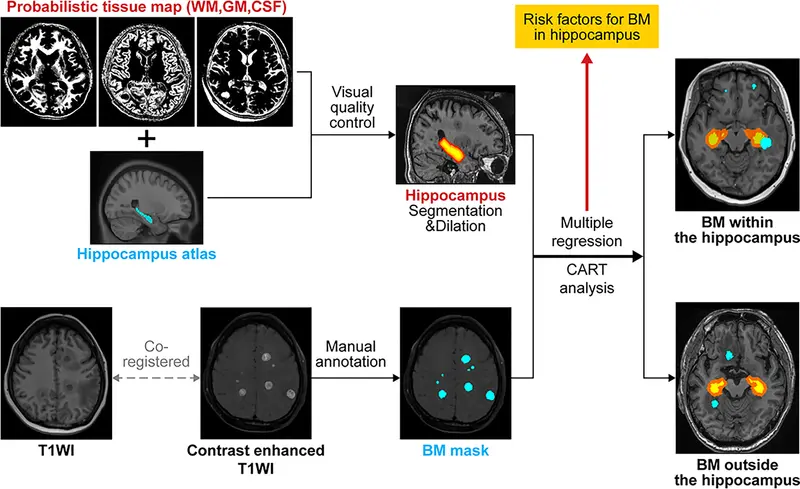 Probabilistic tissue map (WM,GM,CSF)
Risk factors for BM
in hippocampus
Visual
quality
control
+
Hippocampus atlas
Hippocampus
Segmentation
&Dilation
Multiple
regression
CART
analysis
BM within
the hippocampus
Co-
registered
Manual
annotation
T1WI
Contrast enhanced
T1WI
BM mask
BM outside
the hippocampus